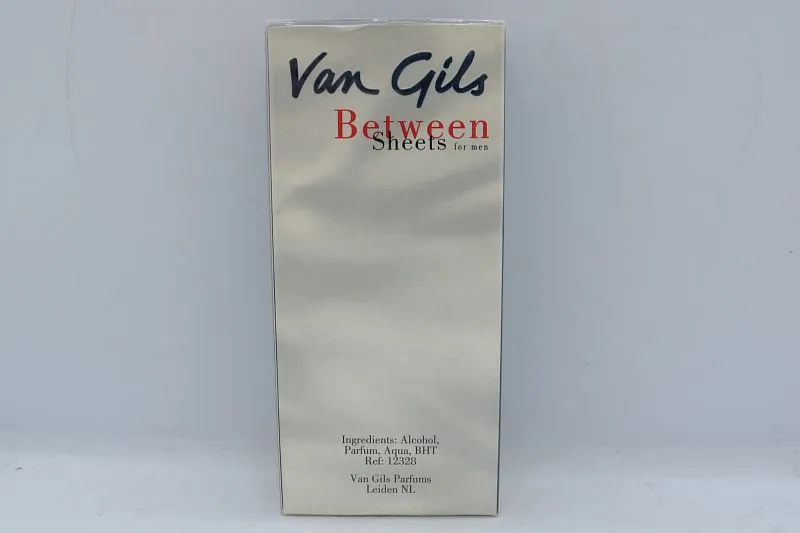 Van Gils
Between
Sheets for men
Ingredients: Alcohol,
Parfum, Aqua, BHT
Ref: 12328
Van Gils Parfums
Leiden NL